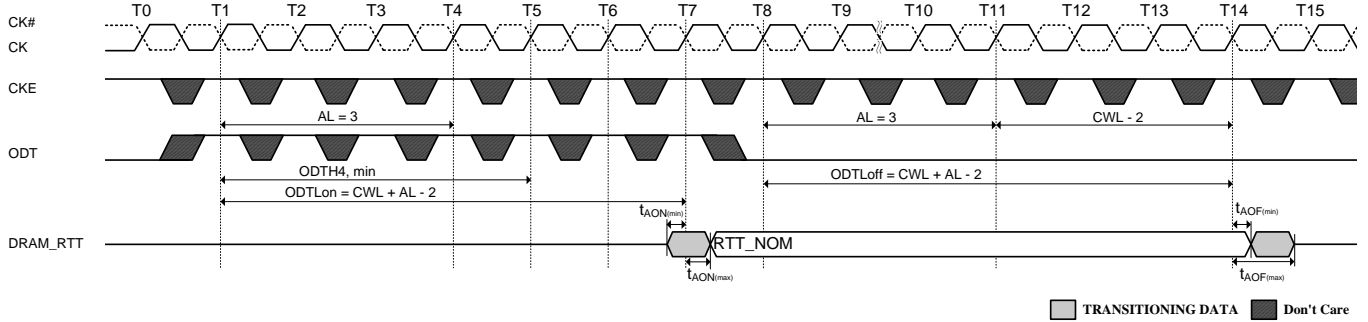 T0 T1 T2 T3 T4 T5 T6 T7 T8 T9 T10 T11 T12 T13 T14 T15
CK#
CK
CKE
AL = 3 AL = 3 CWL - 2
ODT
ODTH4, min
ODTLon = CWL + AL - 2 ODTLoff = CWL + AL - 2
tAON(min) tAOF(min)
DRAM_RTT RTT_NOM
tAON(max) tAOF(max)
TRANSITIONING DATA Don't Care